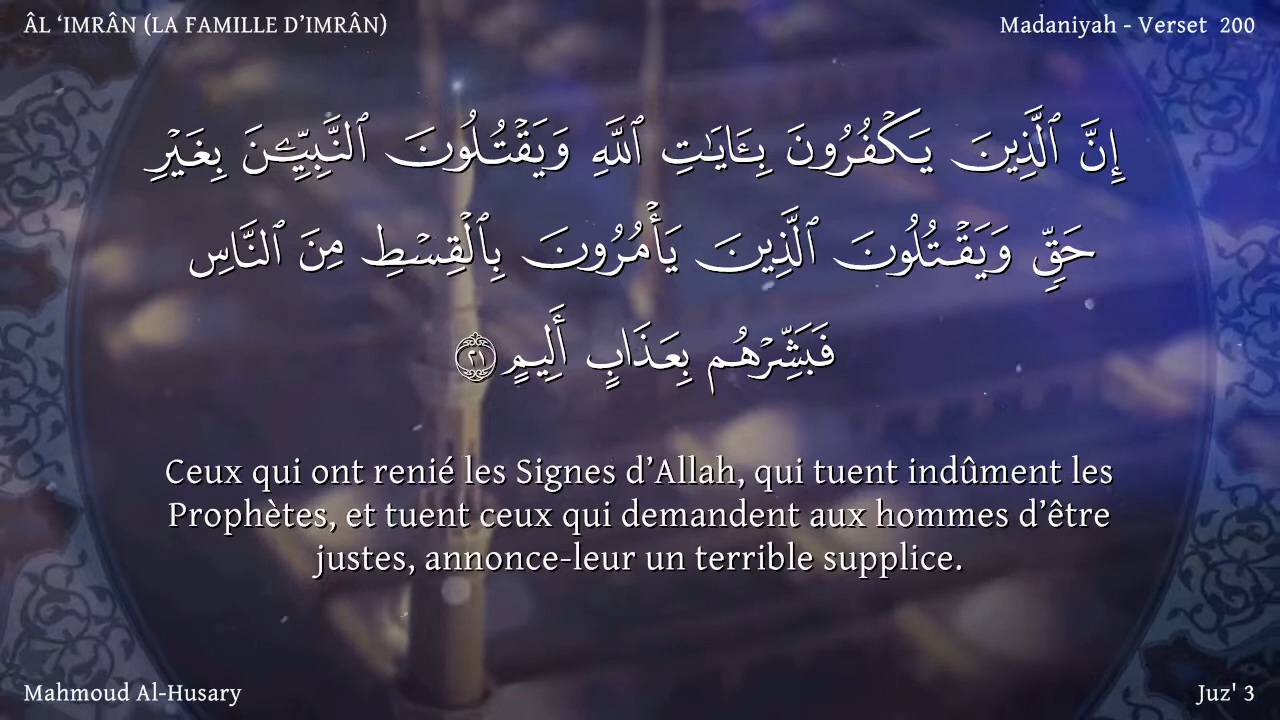 ÂL ‘IMRÂN (LA FAMILLE D’IMRÂN)
Madaniyah - Verset 200
إِنَّ ٱلَّذِينَ يَكْفُرُونَ بِـَٔايَـٰتِ ٱللَّهِ وَيَقْتُلُونَ ٱلنَّبِيِّـۧنَ بِغَيْرِ
حَقٍّ وَيَقْتُلُونَ ٱلَّذِينَ يَأْمُرُونَ بِٱلْقِسْطِ مِنَ ٱلنَّاسِ
فَبَشِّرْهُم بِعَذَابٍ أَلِيمٍ ٢١
Ceux qui ont renié les Signes d’Allah, qui tuent indûment les
Prophètes, et tuent ceux qui demandent aux hommes d’être
justes, annonce-leur un terrible supplice.
Mahmoud Al-Husary
Juz' 3